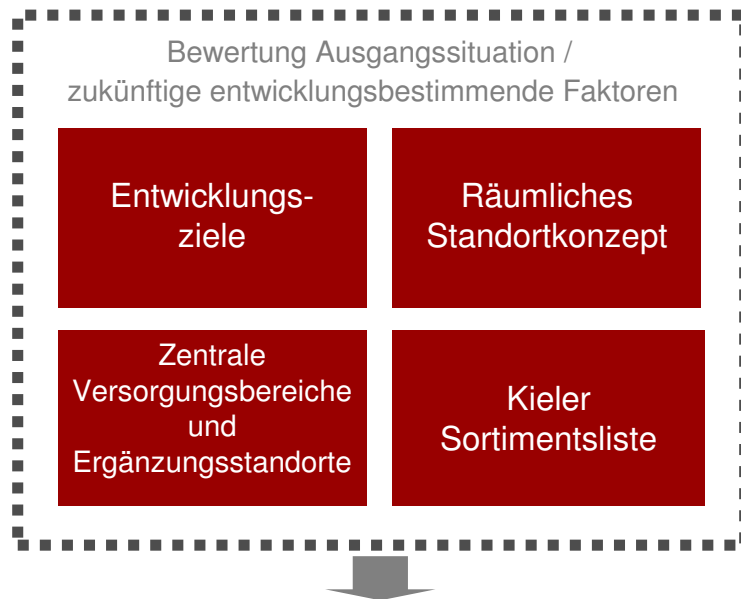 Bewertung Ausgangssituation /
zukünftige entwicklungsbestimmende Faktoren
Entwicklungs-
ziele
Räumliches
Standortkonzept
Zentrale
Versorgungsbereiche
und
Ergänzungsstandorte
Kieler
Sortimentsliste